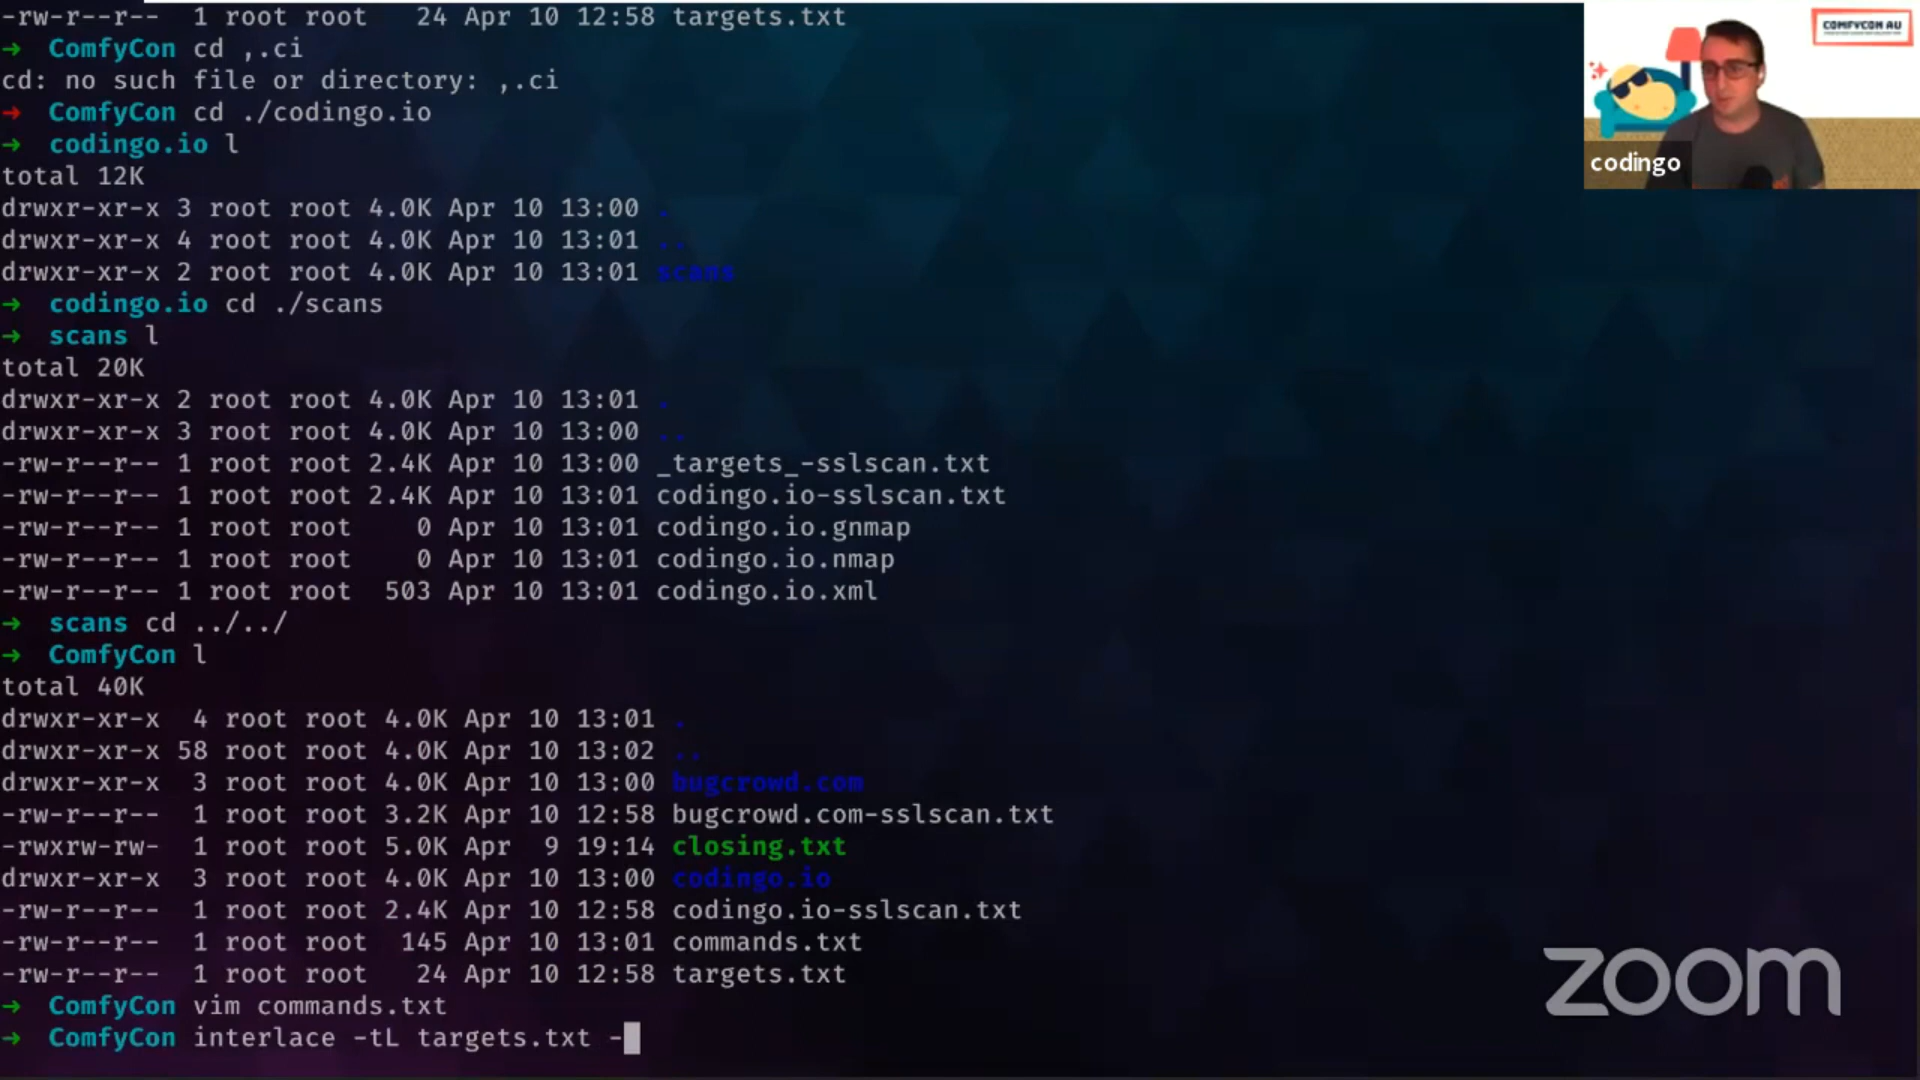 -rw-r--r-- 1 root root 24 Apr 10 12:58 targets.txt
→ ComfyCon cd ,.ci
cd: no such file or directory: ,.ci
→ ComfyCon cd ./codingo.io
→ codingo.io l
total 12K
drwxr-xr-x 3 root root 4.0K Apr 10 13:00 .
drwxr-xr-x 4 root root 4.0K Apr 10 13:01 ..
drwxr-xr-x 2 root root 4.0K Apr 10 13:01 scans
→ codingo.io cd ./scans
→ scans l
total 20K
drwxr-xr-x 2 root root 4.0K Apr 10 13:01 .
drwxr-xr-x 3 root root 4.0K Apr 10 13:00 ..
-rw-r--r-- 1 root root 2.4K Apr 10 13:00 _targets_-sslscan.txt
-rw-r--r-- 1 root root 2.4K Apr 10 13:01 codingo.io-sslscan.txt
-rw-r--r-- 1 root root 0 Apr 10 13:01 codingo.io.gnmap
-rw-r--r-- 1 root root 0 Apr 10 13:01 codingo.io.nmap
-rw-r--r-- 1 root root 503 Apr 10 13:01 codingo.io.xml
→ scans cd ../../
→ ComfyCon l
total 40K
drwxr-xr-x 4 root root 4.0K Apr 10 13:01 .
drwxr-xr-x 58 root root 4.0K Apr 10 13:02 ..
drwxr-xr-x 3 root root 4.0K Apr 10 13:00 bugcrowd.com
-rw-r--r-- 1 root root 3.2K Apr 10 12:58 bugcrowd.com-sslscan.txt
-rwxrw-rw- 1 root root 5.0K Apr 9 19:14 closing.txt
drwxr-xr-x 3 root root 4.0K Apr 10 13:00 codingo.io
-rw-r--r-- 1 root root 2.4K Apr 10 12:58 codingo.io-sslscan.txt
-rw-r--r-- 1 root root 145 Apr 10 13:01 commands.txt
-rw-r--r-- 1 root root 24 Apr 10 12:58 targets.txt
→ ComfyCon vim commands.txt
→ ComfyCon interlace -tL targets.txt -
COMFYCON AU
codingo
zoom